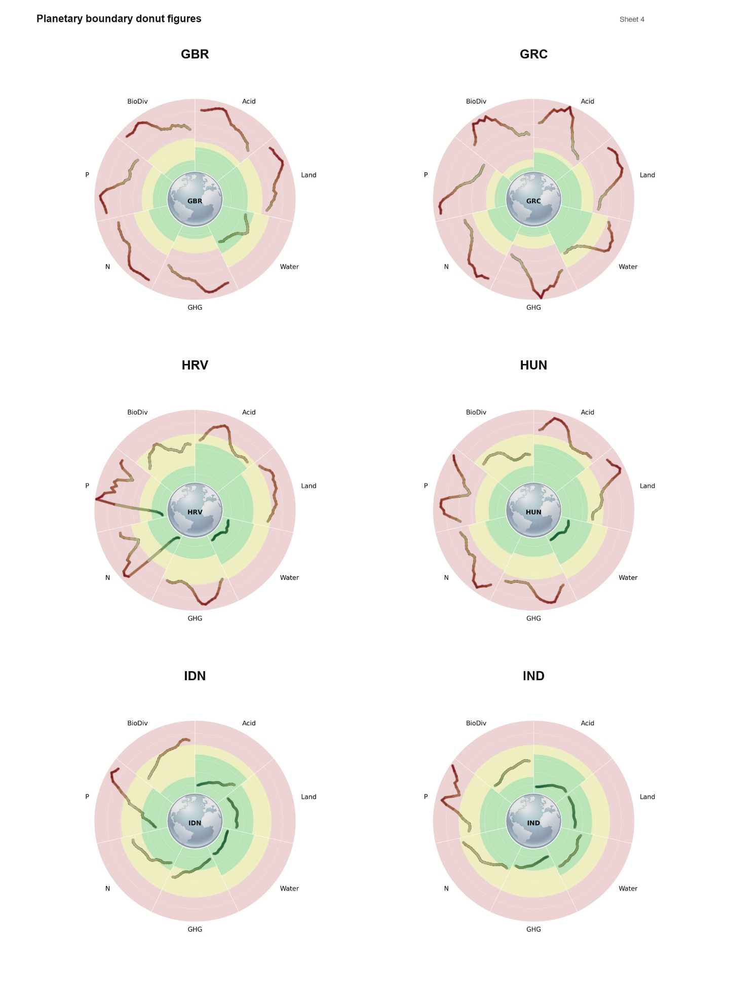 Planetary boundary donut figures
Sheet 4
GBR
GRC
BioDiv
Acid
BioDiv
Acid
P
Land
P
Land
GBR
GRC
N
Water
N
Water
GHG
GHG
HRV
HUN
BioDiv
Acid
BioDiv
Acid
P
Land
P
Land
HRV
HUN
N
Water
N
Water
GHG
GHG
IDN
IND
BioDiv
Acid
BioDiv
Acid
P
Land
P
Land
IDN
IND
N
Water
N
Water
GHG
GHG